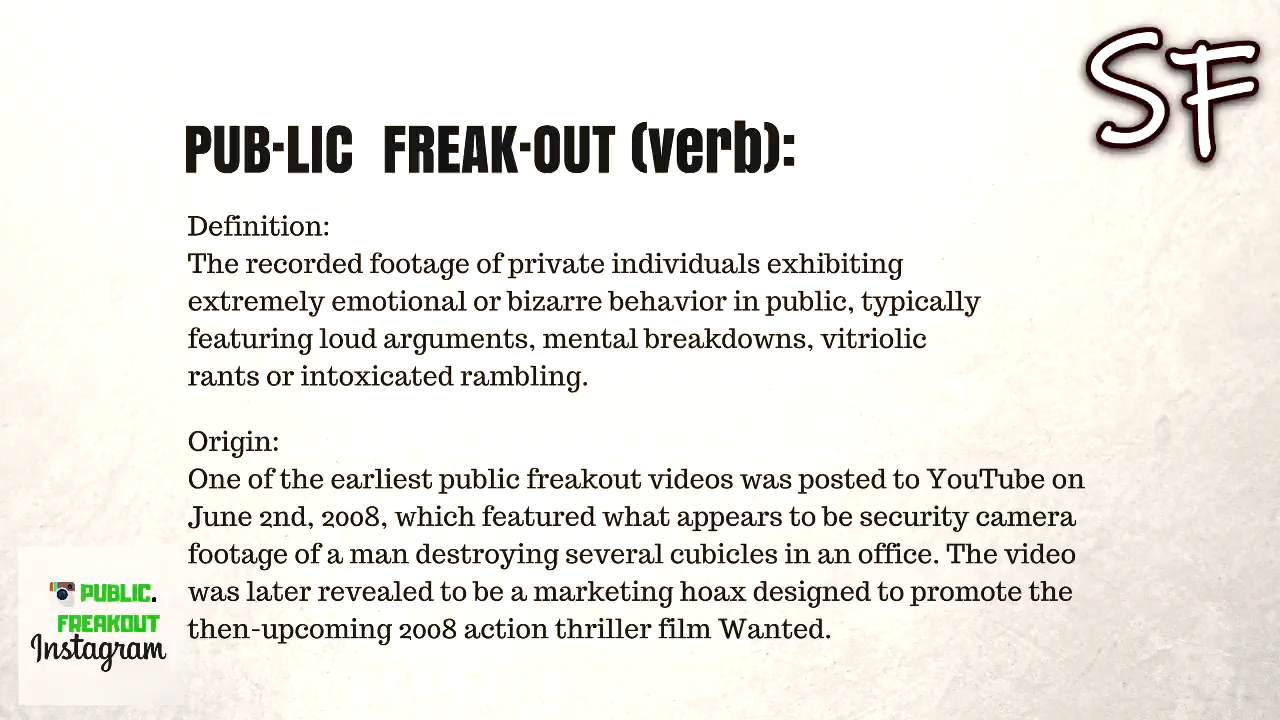 SF
PUB-LIC FREAK-OUT (verb):
Definition:
The recorded footage of private individuals exhibiting
extremely emotional or bizarre behavior in public, typically
featuring loud arguments, mental breakdowns, vitriolic
rants or intoxicated rambling.
Origin:
One of the earliest public freakout videos was posted to YouTube on
June 2nd, 2008, which featured what appears to be security camera
footage of a man destroying several cubicles in an office. The video
was later revealed to be a marketing hoax designed to promote the
then-upcoming 2008 action thriller film Wanted.
PUBLIC.
FREAKOUT
Instagram